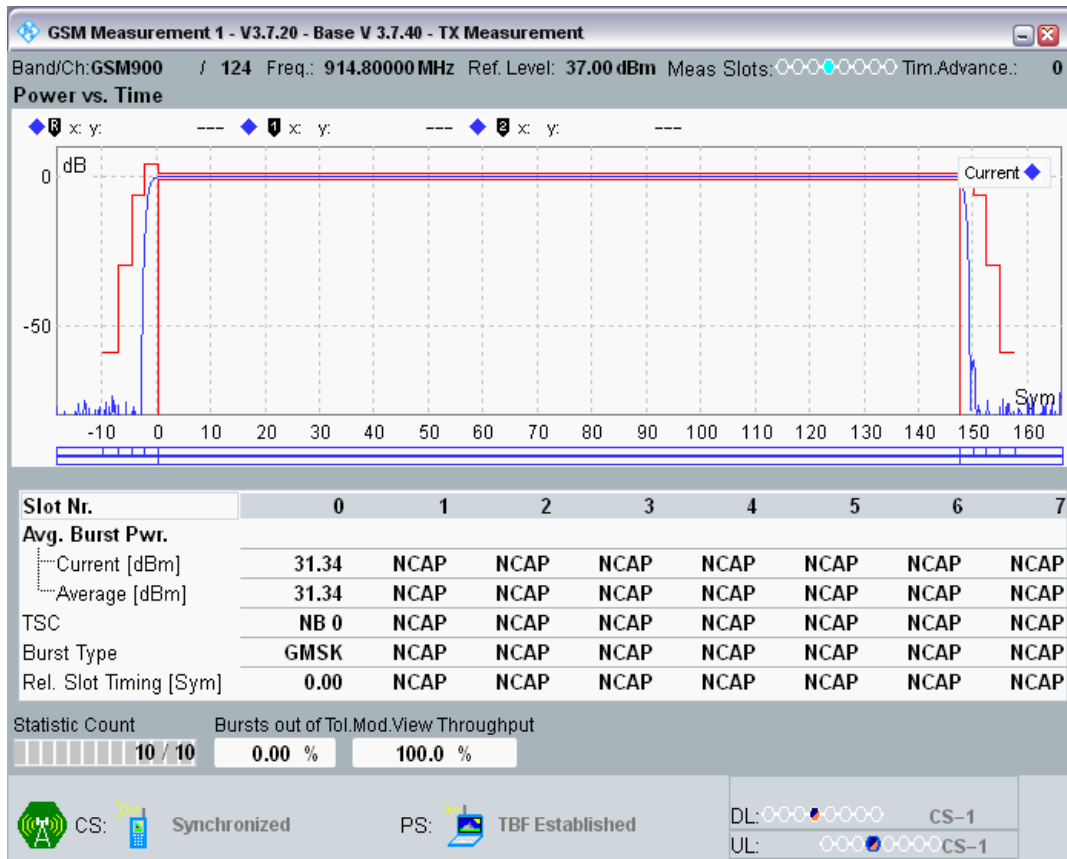 GSM Measurement 1 - V3.7.20 - Base V 3.7.40 - TX Measurement
Band/Ch:GSM900 / 124 Freq.: 914.80000 MHz Ref. Level: 37.00 dBm Meas Slots: Tim.Advance.: 0
Power vs. Time
R x: y: --- 1 x: y: --- 2 x: y: ---
dB
Current
0
-50
Sym
-10 0 10 20 30 40 50 60 70 80 90 100 110 120 130 140 150 160
Slot Nr. 0 1 2 3 4 5 6 7
Avg. Burst Pwr.
Current [dBm] 31.34 NCAP NCAP NCAP NCAP NCAP NCAP NCAP
Average [dBm] 31.34 NCAP NCAP NCAP NCAP NCAP NCAP NCAP
TSC NB 0 NCAP NCAP NCAP NCAP NCAP NCAP NCAP
Burst Type GMSK NCAP NCAP NCAP NCAP NCAP NCAP NCAP
Rel. Slot Timing [Sym] 0.00 NCAP NCAP NCAP NCAP NCAP NCAP NCAP
Statistic Count Bursts out of Tol.Mod.View Throughput
10 / 10 0.00 % 100.0 %
CS: Synchronized PS: TBF Established DL: CS-1
UL: CS-1